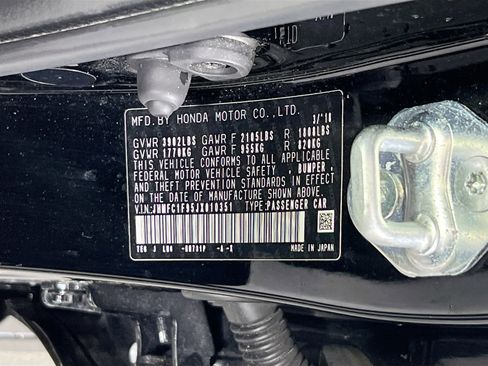 MFD. BY HONDA MOTOR CO., LTD. 3/'18
GVWR 3902LBS GAWR F 2105LBS R 1808LBS
GVWR 1770KG GAWR F 955KG R 820KG
THIS VEHICLE CONFORMS TO ALL APPLICABLE
FEDERAL MOTOR VEHICLE SAFETY, BUMPER,
AND THEFT PREVENTION STANDARDS IN EFFECT
ON THE DATE OF MANUFACTURE SHOWN ABOVE.
V.I.N: TYPE:PASSENGER CAR
MADE IN JAPAN